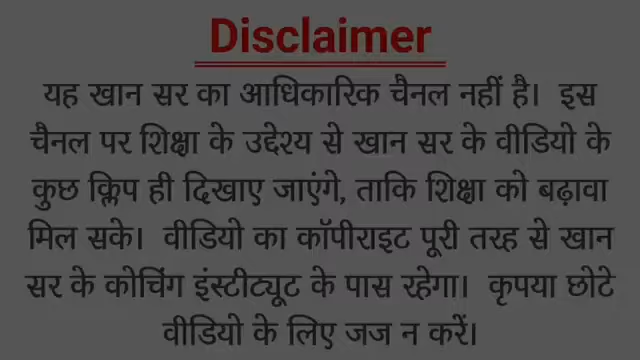 Disclaimer
यह खान सर का आधिकारिक चैनल नहीं है। इस
चैनल पर शिक्षा के उद्देश्य से खान सर के वीडियो के
कुछ क्लिप ही दिखाए जाएंगे, ताकि शिक्षा को बढ़ावा
मिल सके। वीडियो का कॉपीराइट पूरी तरह से खान
सर के कोचिंग इंस्टीट्यूट के पास रहेगा। कृपया छोटे
वीडियो के लिए जज न करें।